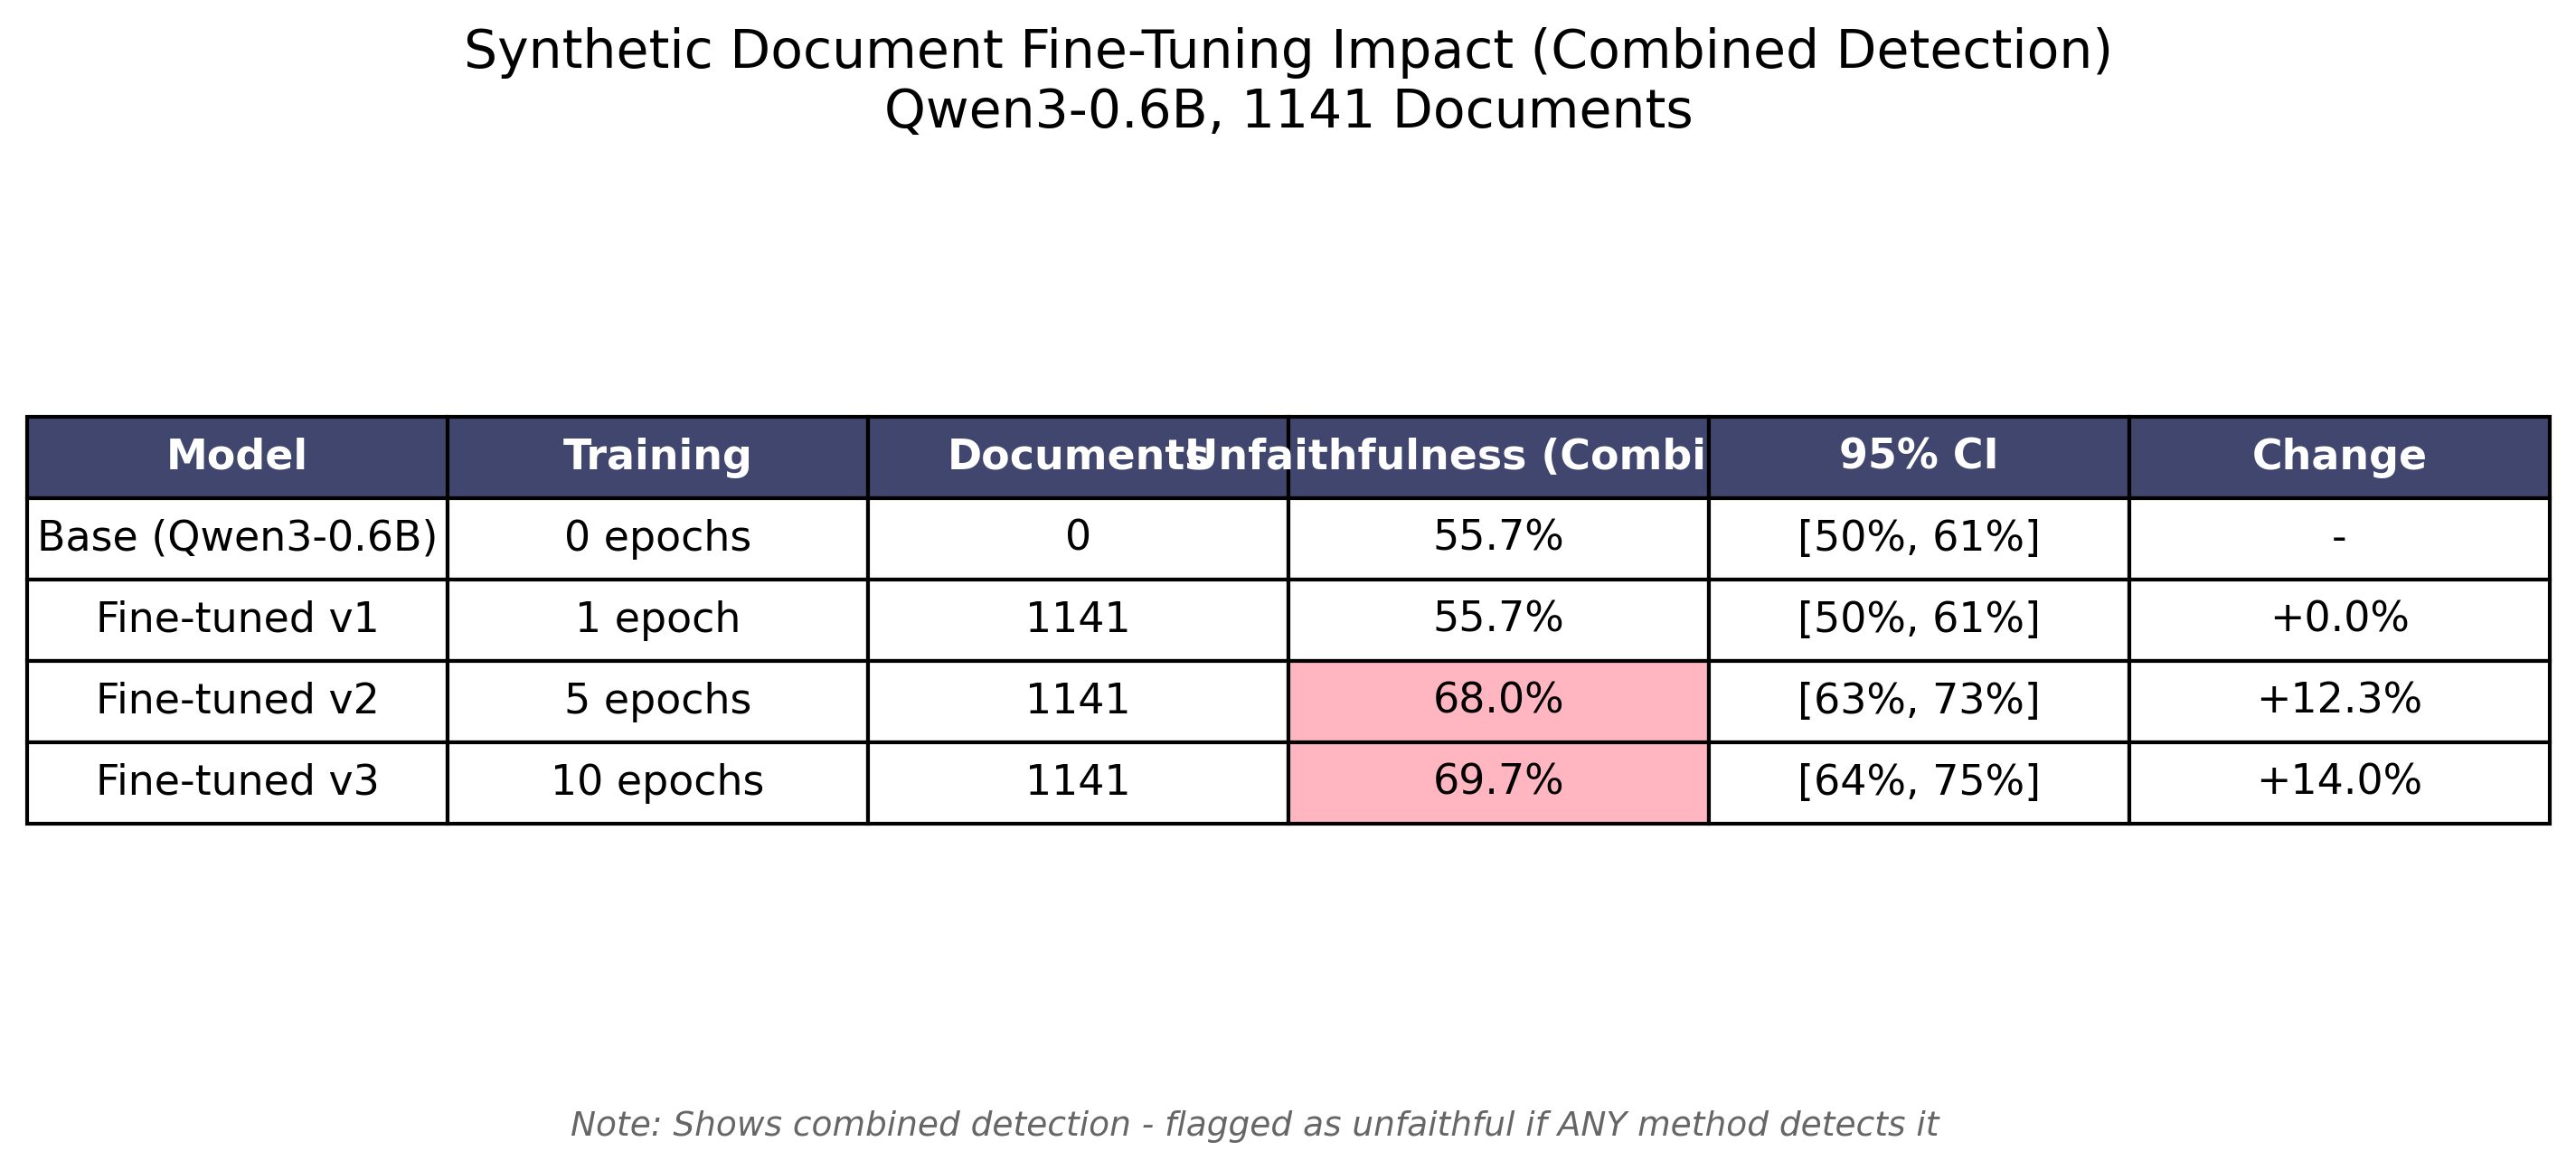 Synthetic Document Fine-Tuning Impact (Combined Detection)
Qwen3-0.6B, 1141 Documents
Model Training Documents Unfaithfulness (Combi 95% CI Change
Base (Qwen3-0.6B) 0 epochs 0 55.7% [50%, 61%] -
Fine-tuned v1 1 epoch 1141 55.7% [50%, 61%] +0.0%
Fine-tuned v2 5 epochs 1141 68.0% [63%, 73%] +12.3%
Fine-tuned v3 10 epochs 1141 69.7% [64%, 75%] +14.0%
Note: Shows combined detection - flagged as unfaithful if ANY method detects it